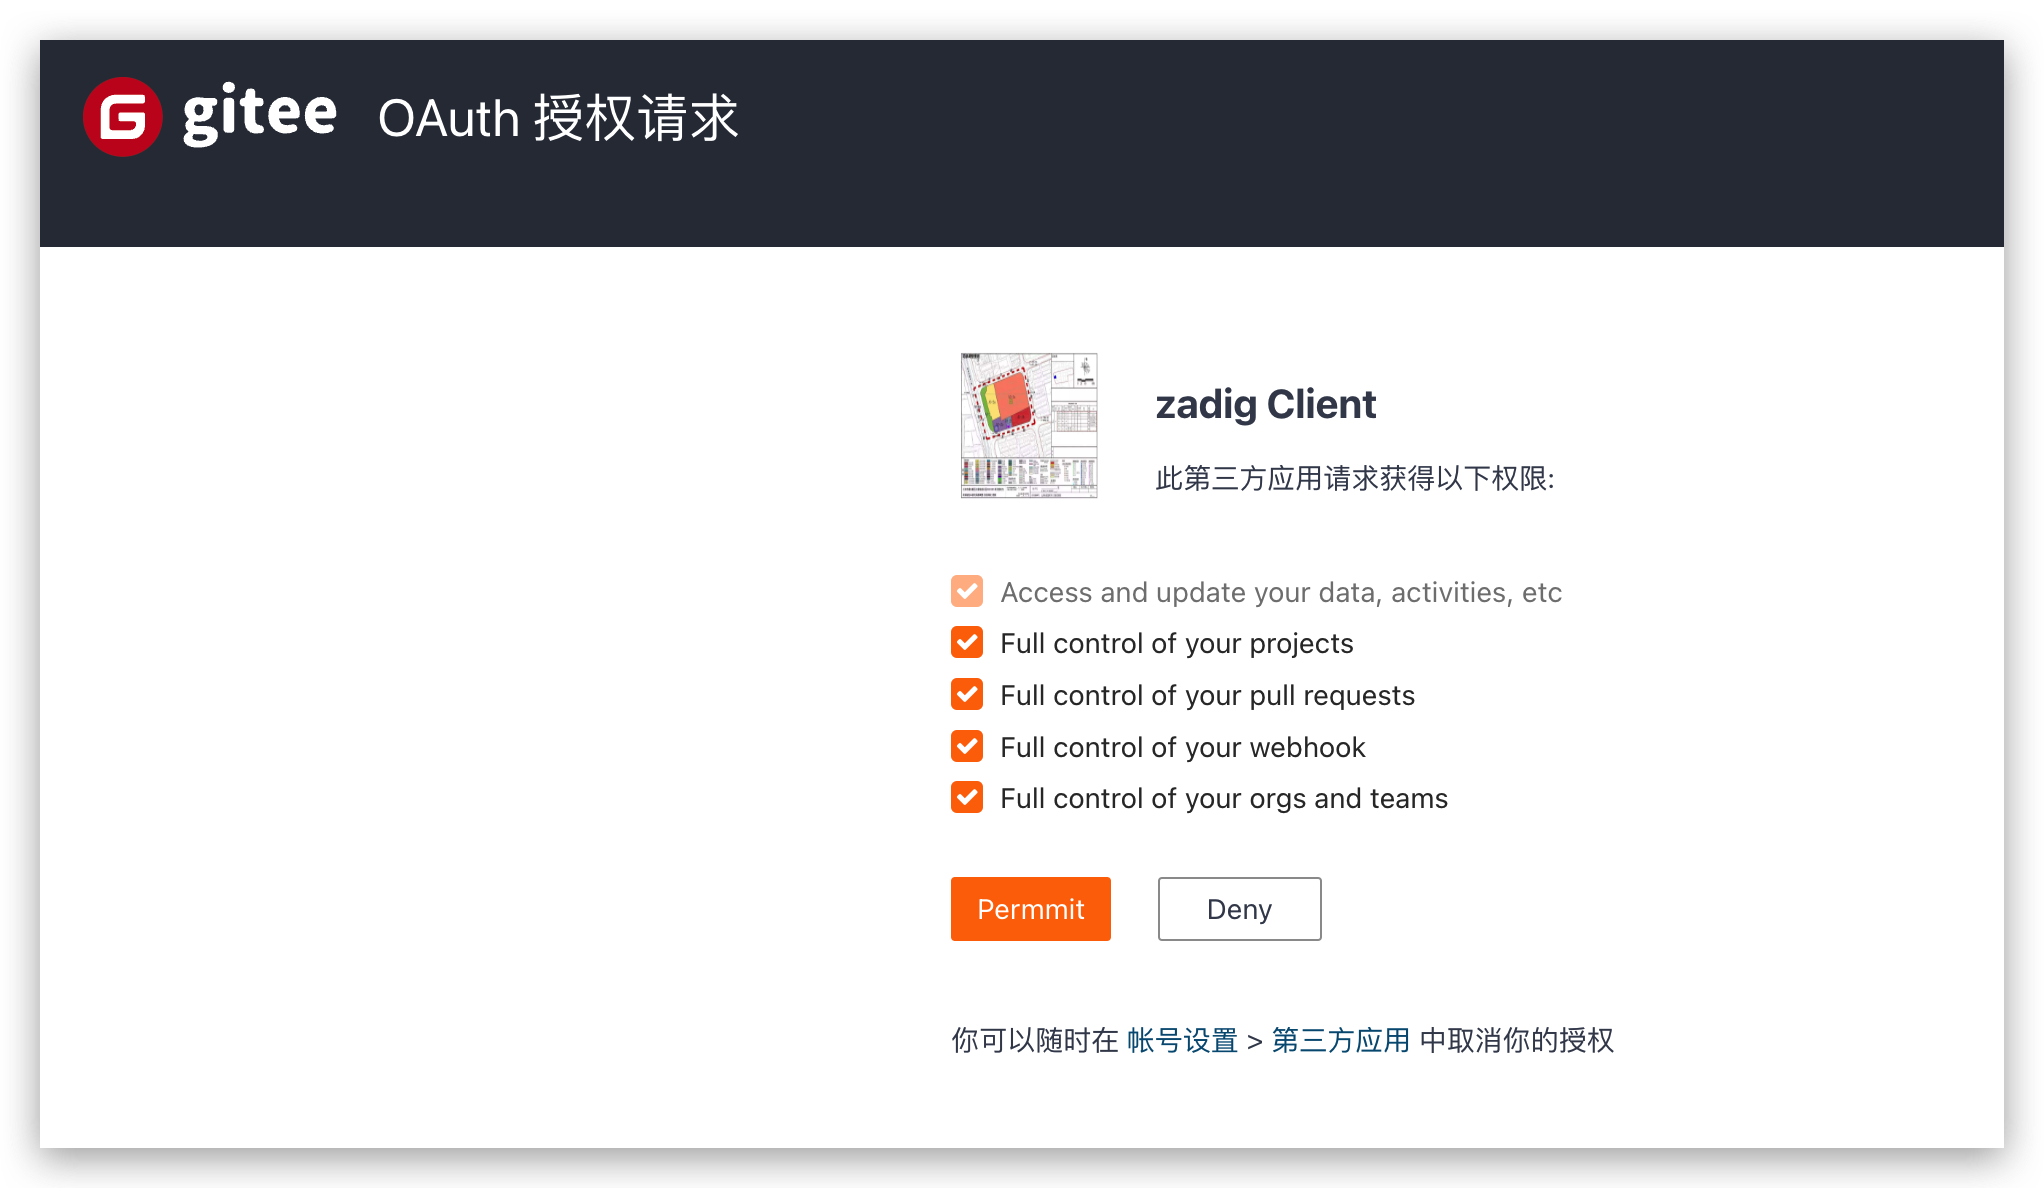 gitee OAuth 授权请求
zadig Client
此第三方应用请求获得以下权限:
Access and update your data, activities, etc
Full control of your projects
Full control of your pull requests
Full control of your webhook
Full control of your orgs and teams
Permmit Deny
你可以随时在 帐号设置 > 第三方应用 中取消你的授权